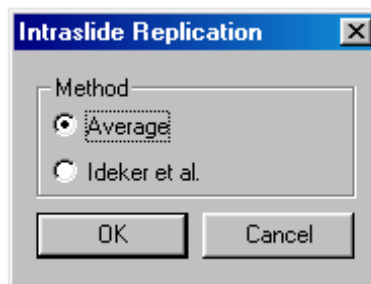 Intraslide Replication
Method
Average
Ideker et al.
OK
Cancel